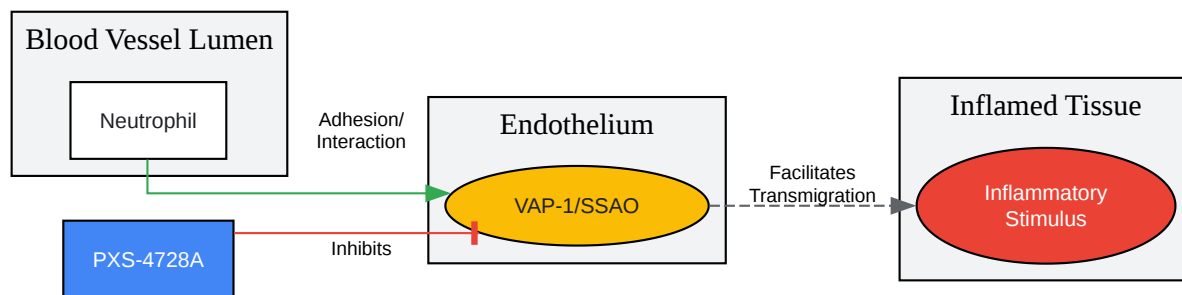 Blood Vessel Lumen
Neutrophil
Adhesion/
Interaction
PXS-4728A
Inhibits
Endothelium
VAP-1/SSAO
Facilitates
Transmigration
Inflamed Tissue
Inflammatory
Stimulus